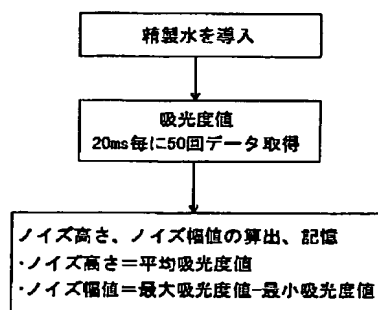 精製水を導入
吸光度値
20ms毎に50回データ取得
ノイズ高さ、ノイズ幅値の算出、記憶
・ノイズ高さ＝平均吸光度値
・ノイズ幅値＝最大吸光度値−最小吸光度値